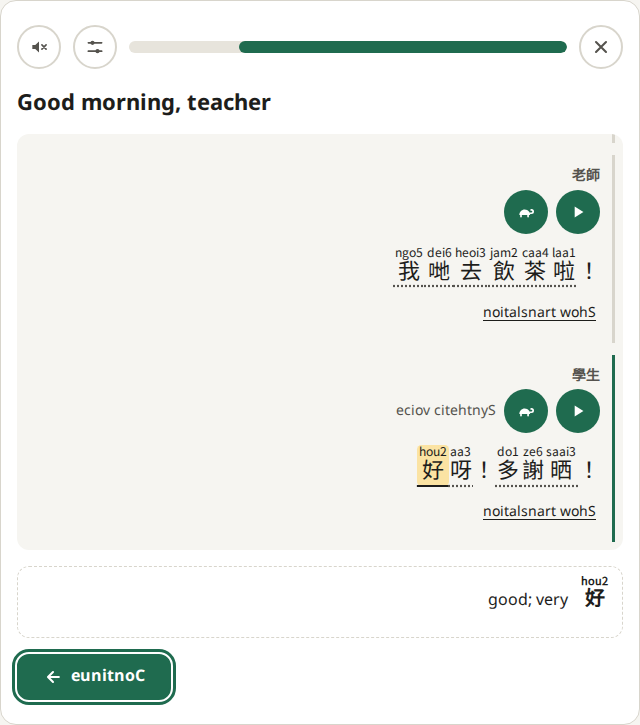 Good morning, teacher
老師
ngo5 dei6 heoi3 jam2 caa4 laa1
我哋去飲茶啦！
noitalsnart wohS
學生
eciov citehtnyS
hou2 aa3 do1 ze6 saai3
好呀！多謝晒！
noitalsnart wohS
hou2
好 good; very
eunitnoC